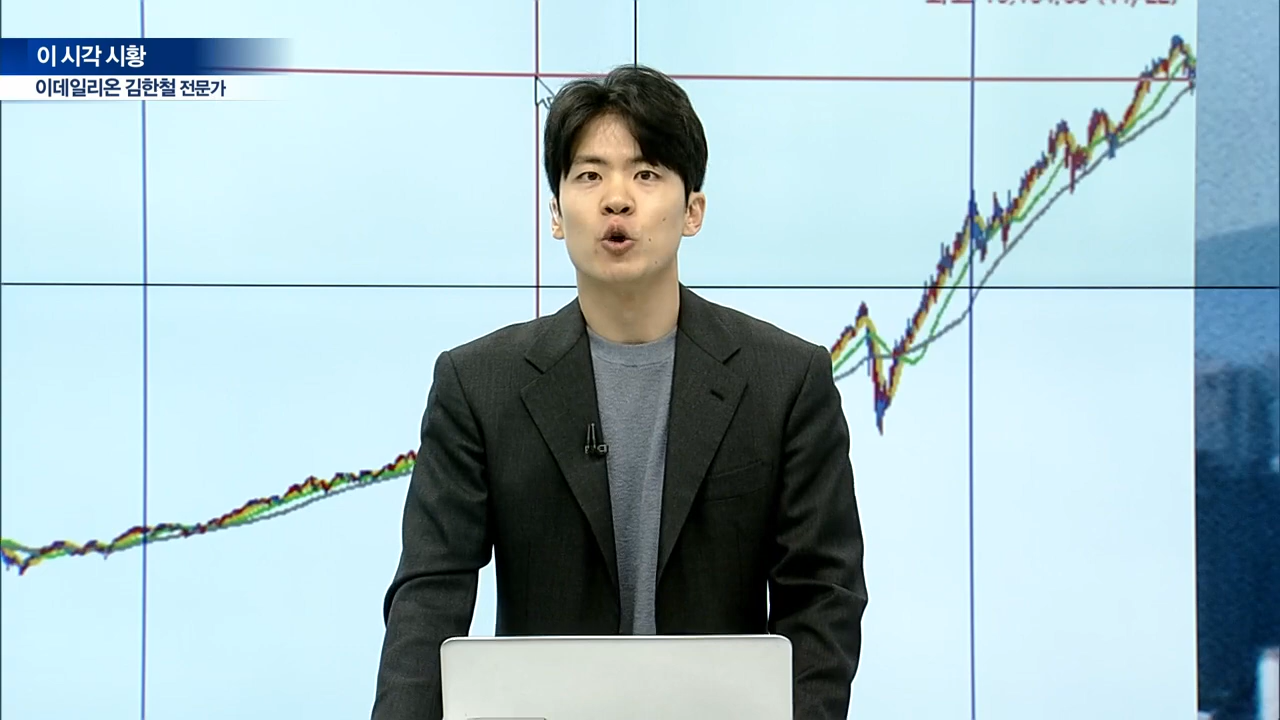 이 시각 시황
이데일리온 김한철 전문가